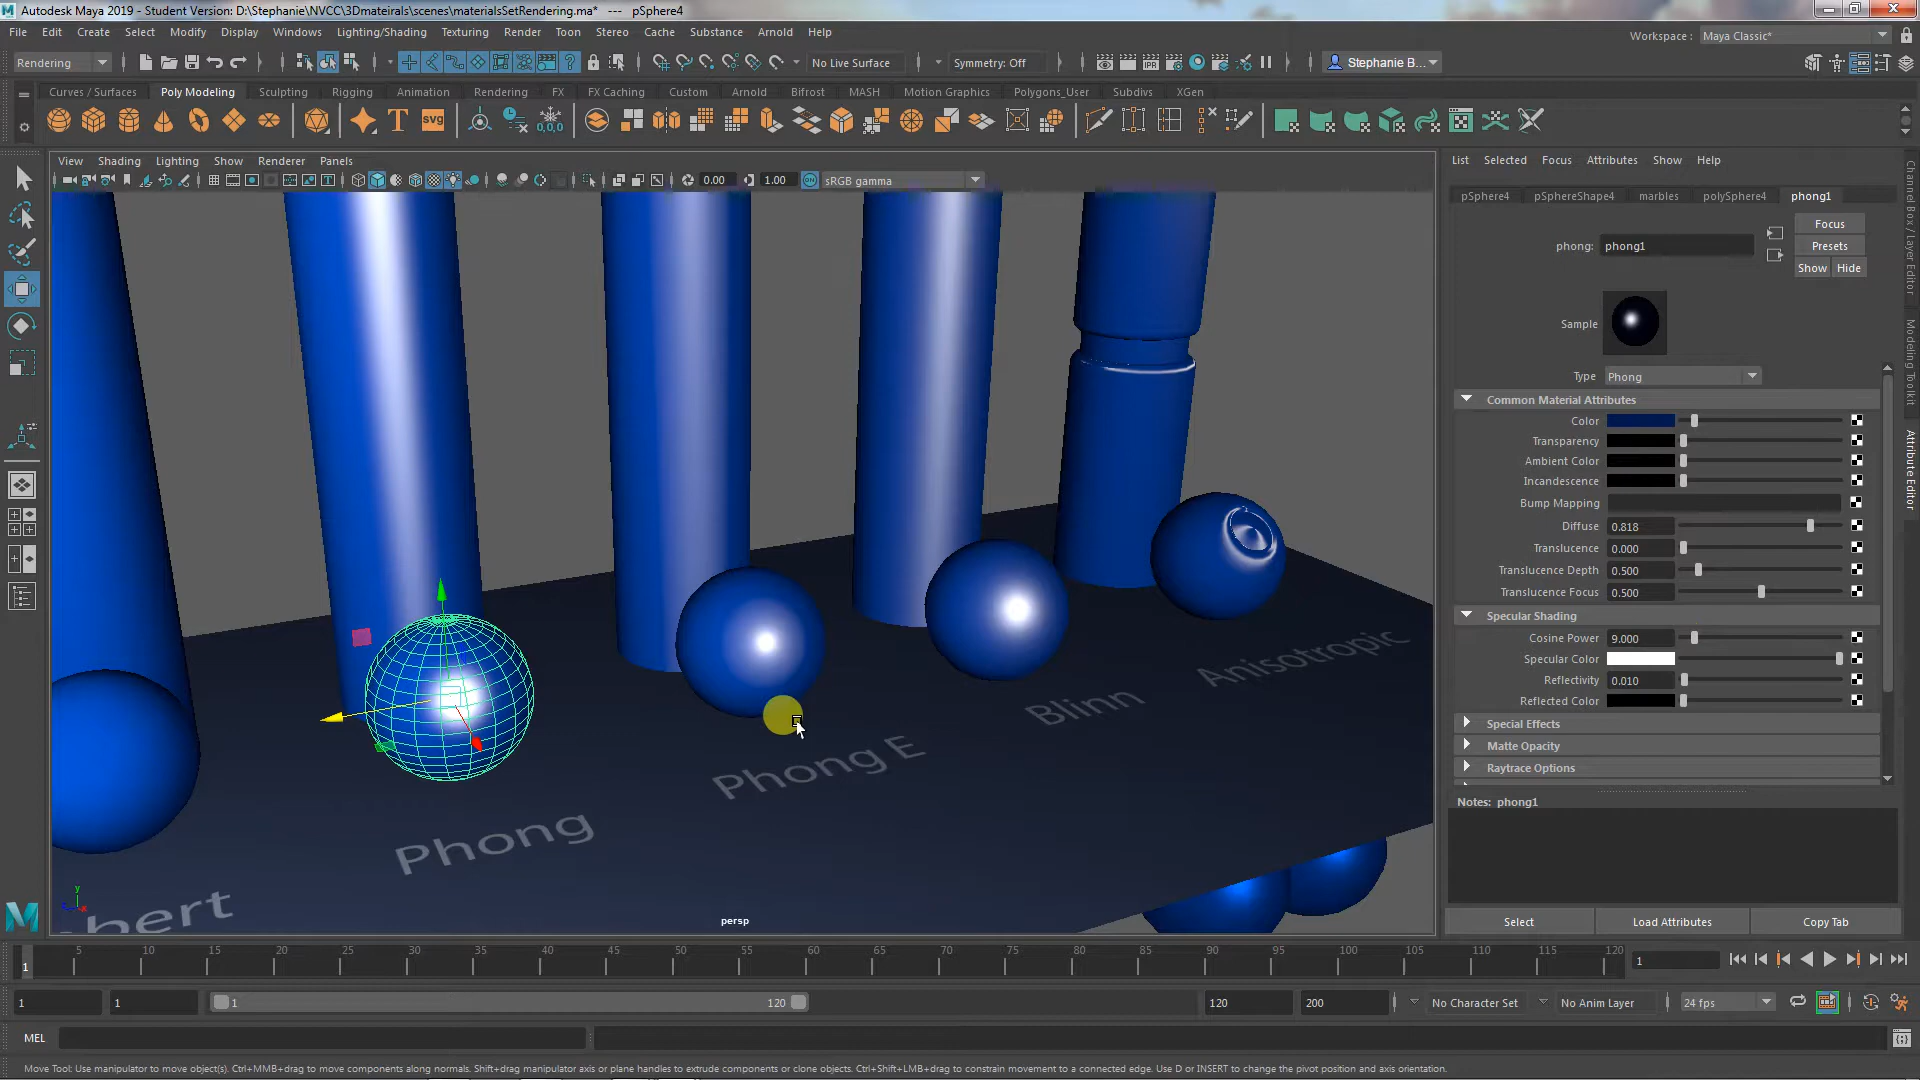 Autodesk Maya 2019 - Student Version: D:\Stephanie\NVCC\3Dmateirals\scenes\materialsSetRendering.ma* --- pSphere4
File Edit Create Select Modify Display Windows Lighting/Shading Texturing Render Toon Stereo Cache Substance Arnold Help
Workspace : Maya Classic*
Rendering No Live Surface Symmetry: Off Stephanie B...
Curves / Surfaces Poly Modeling Sculpting Rigging Animation Rendering FX FX Caching Custom Arnold Bifrost MASH Motion Graphics Polygons_User Subdivs XGen
View Shading Lighting Show Renderer Panels
0.00 1.00 sRGB gamma
List Selected Focus Attributes Show Help
pSphere4 pSphereShape4 marbles polySphere4 phong1
Focus
phong: phong1 Presets
Show Hide
Sample
Type Phong
Common Material Attributes
Color
Transparency
Ambient Color
Incandescence
Bump Mapping
Diffuse 0.818
Translucence 0.000
Translucence Depth 0.500
Translucence Focus 0.500
Specular Shading
Cosine Power 9.000
Specular Color
Reflectivity 0.010
Reflected Color
Special Effects
Matte Opacity
Raytrace Options
Notes: phong1
Select Load Attributes Copy Tab
Channel Box / Layer Editor
Modeling Toolkit
Attribute Editor
Anisotropic
Blinn
Phong E
Phong
bert
persp
5 10 15 20 25 30 35 40 45 50 55 60 65 70 75 80 85 90 95 100 105 110 115 120
1 1
1 1 1 120 120 200 No Character Set No Anim Layer 24 fps
MEL
Move Tool: Use manipulator to move object(s). Ctrl+MMB+drag to move components along normals. Shift+drag manipulator axis or plane handles to extrude components or clone objects. Ctrl+Shift+LMB+drag to constrain movement to a connected edge. Use D or INSERT to change the pivot position and axis orientation.